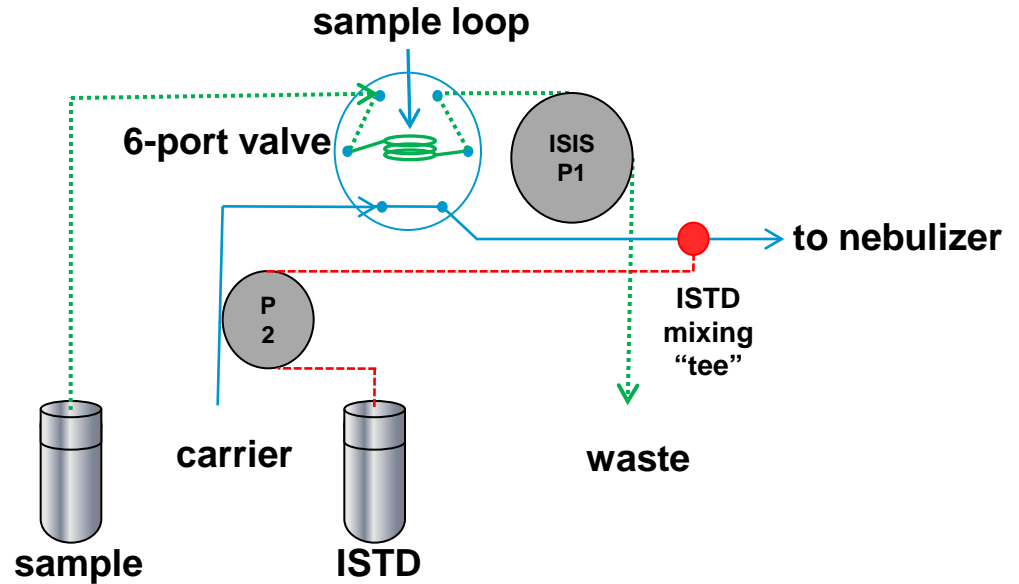 sample loop
6-port valve
ISIS
P1
to nebulizer
P
2
ISTD
mixing
“tee”
carrier
waste
sample
ISTD